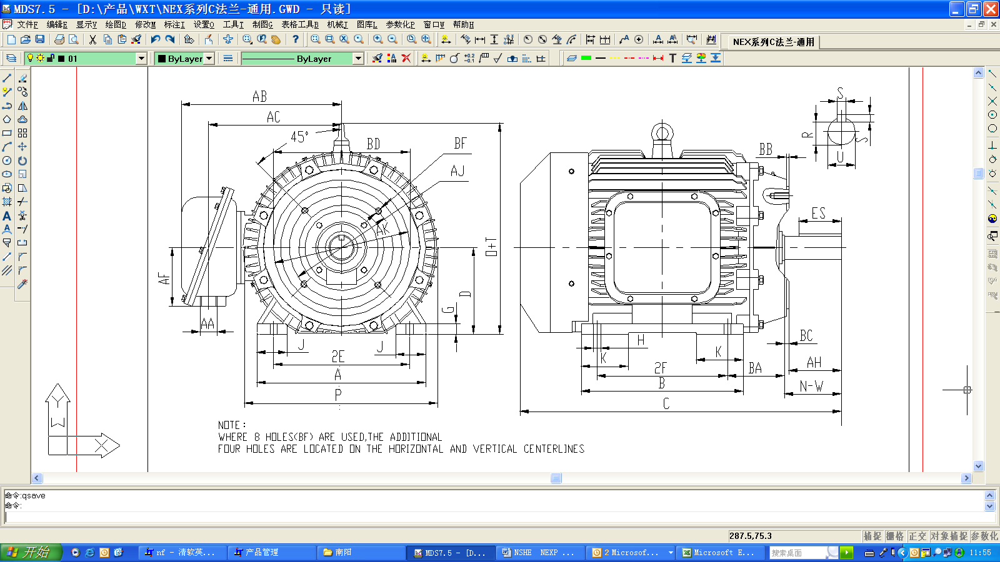 MDS7.5 - [D:\产品\WXT\NEX系列C法兰-通用.GWD - 只读]
文件F 编辑E 显示V 绘图D 修改M 标注I 设置O 工具T 制图G 表格工具B 机械J 图库L 参数化P 窗口W 帮助H
NEX系列C法兰-通用
01 ByLayer ByLayer
AB
AC
45°
BD
BF
AJ
AK
O+T
AF
AA
D
G
J
J
2E
A
P
S
R
S
U
BB
ES
H
K
K
2F
B
BA
C
BC
AH
N-W
Y
W
X
NOTE:
WHERE 8 HOLES(BF) ARE USED,THE ADDITIONAL
FOUR HOLES ARE LOCATED ON THE HORIZONTAL AND VERTICAL CENTERLINES
命令:qsave
命令:
287.5,75.3
捕捉 栅格 正交 对象捕捉 参数化
开始
nf - 清软英...
产品管理
南阳
MDS7.5 - [D...
NSHE NEXP ...
2 Microsof...
Microsoft E...
搜索桌面
11:55